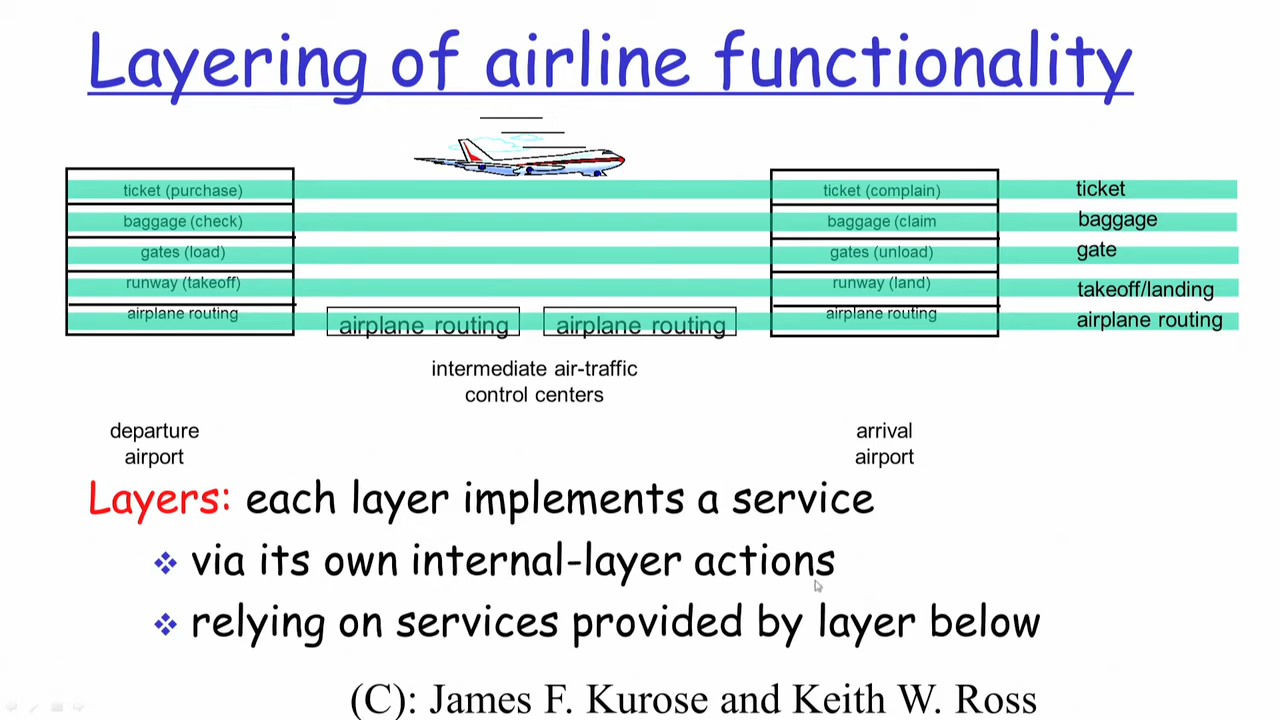 Layering of airline functionality
ticket (purchase)
baggage (check)
gates (load)
runway (takeoff)
airplane routing
airplane routing
airplane routing
ticket (complain)
baggage (claim
gates (unload)
runway (land)
airplane routing
ticket
baggage
gate
takeoff/landing
airplane routing
intermediate air-traffic
control centers
departure
airport
arrival
airport
Layers: each layer implements a service
via its own internal-layer actions
relying on services provided by layer below
(C): James F. Kurose and Keith W. Ross